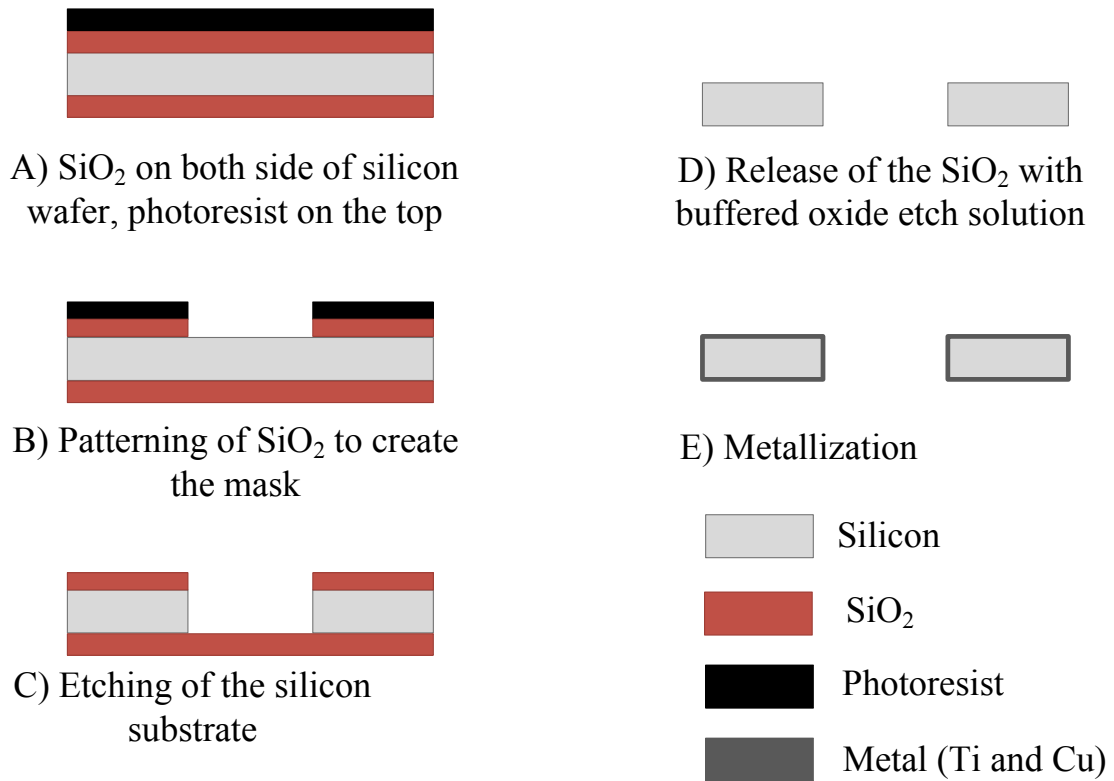 A) SiO₂ on both side of silicon
wafer, photoresist on the top
B) Patterning of SiO₂ to create
the mask
C) Etching of the silicon
substrate
D) Release of the SiO₂ with
buffered oxide etch solution
E) Metallization
Silicon
SiO₂
Photoresist
Metal (Ti and Cu)